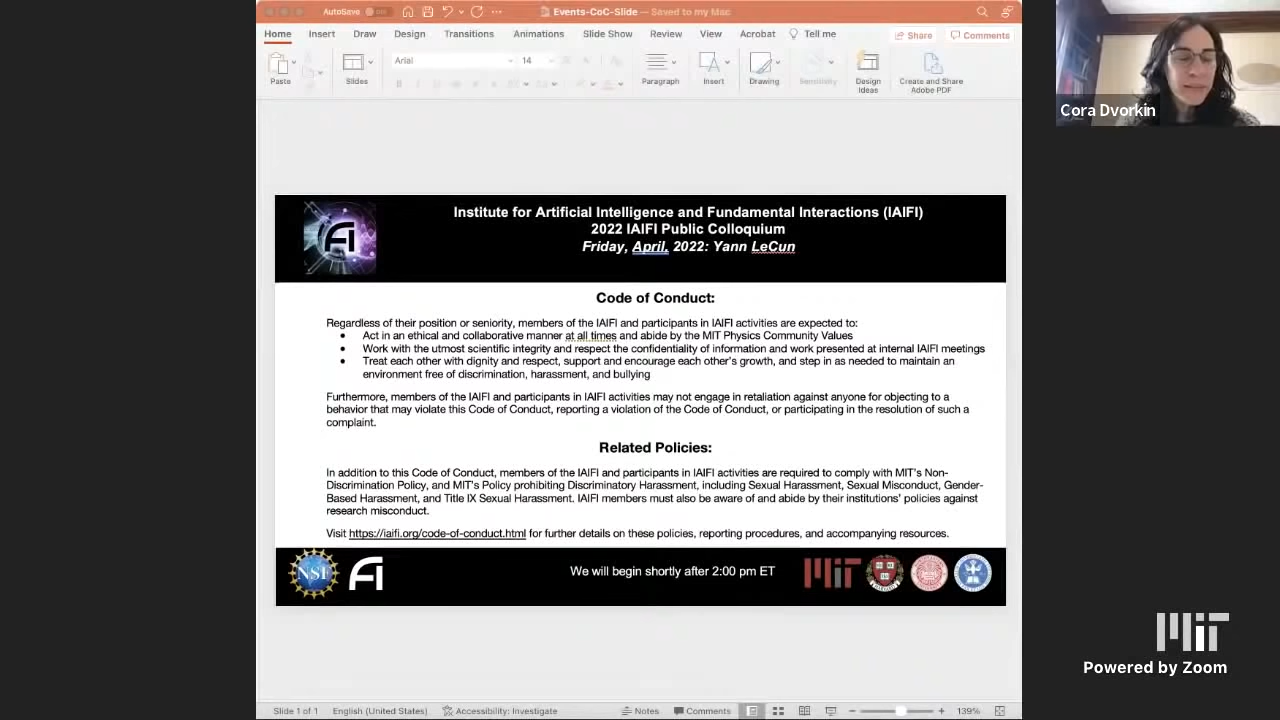 AutoSave
Events-CoC-Slide — Saved to my Mac
Home Insert Draw Design Transitions Animations Slide Show Review View Acrobat Tell me
Share Comments
Arial 14
Paste Slides Paragraph Insert Drawing Sensitivity Design Ideas Create and Share Adobe PDF
Cora Dvorkin
Institute for Artificial Intelligence and Fundamental Interactions (IAIFI)
2022 IAIFI Public Colloquium
Friday, April, 2022: Yann LeCun
Code of Conduct:
Regardless of their position or seniority, members of the IAIFI and participants in IAIFI activities are expected to:
• Act in an ethical and collaborative manner at all times and abide by the MIT Physics Community Values
• Work with the utmost scientific integrity and respect the confidentiality of information and work presented at internal IAIFI meetings
• Treat each other with dignity and respect, support and encourage each other's growth, and step in as needed to maintain an
environment free of discrimination, harassment, and bullying
Furthermore, members of the IAIFI and participants in IAIFI activities may not engage in retaliation against anyone for objecting to a
behavior that may violate this Code of Conduct, reporting a violation of the Code of Conduct, or participating in the resolution of such a
complaint.
Related Policies:
In addition to this Code of Conduct, members of the IAIFI and participants in IAIFI activities are required to comply with MIT's Non-
Discrimination Policy, and MIT's Policy prohibiting Discriminatory Harassment, including Sexual Harassment, Sexual Misconduct, Gender-
Based Harassment, and Title IX Sexual Harassment. IAIFI members must also be aware of and abide by their institutions' policies against
research misconduct.
Visit https://iaifi.org/code-of-conduct.html for further details on these policies, reporting procedures, and accompanying resources.
NSF
We will begin shortly after 2:00 pm ET
MIT
MIT
Powered by Zoom
Slide 1 of 1 English (United States) Accessibility: Investigate Notes Comments 139%